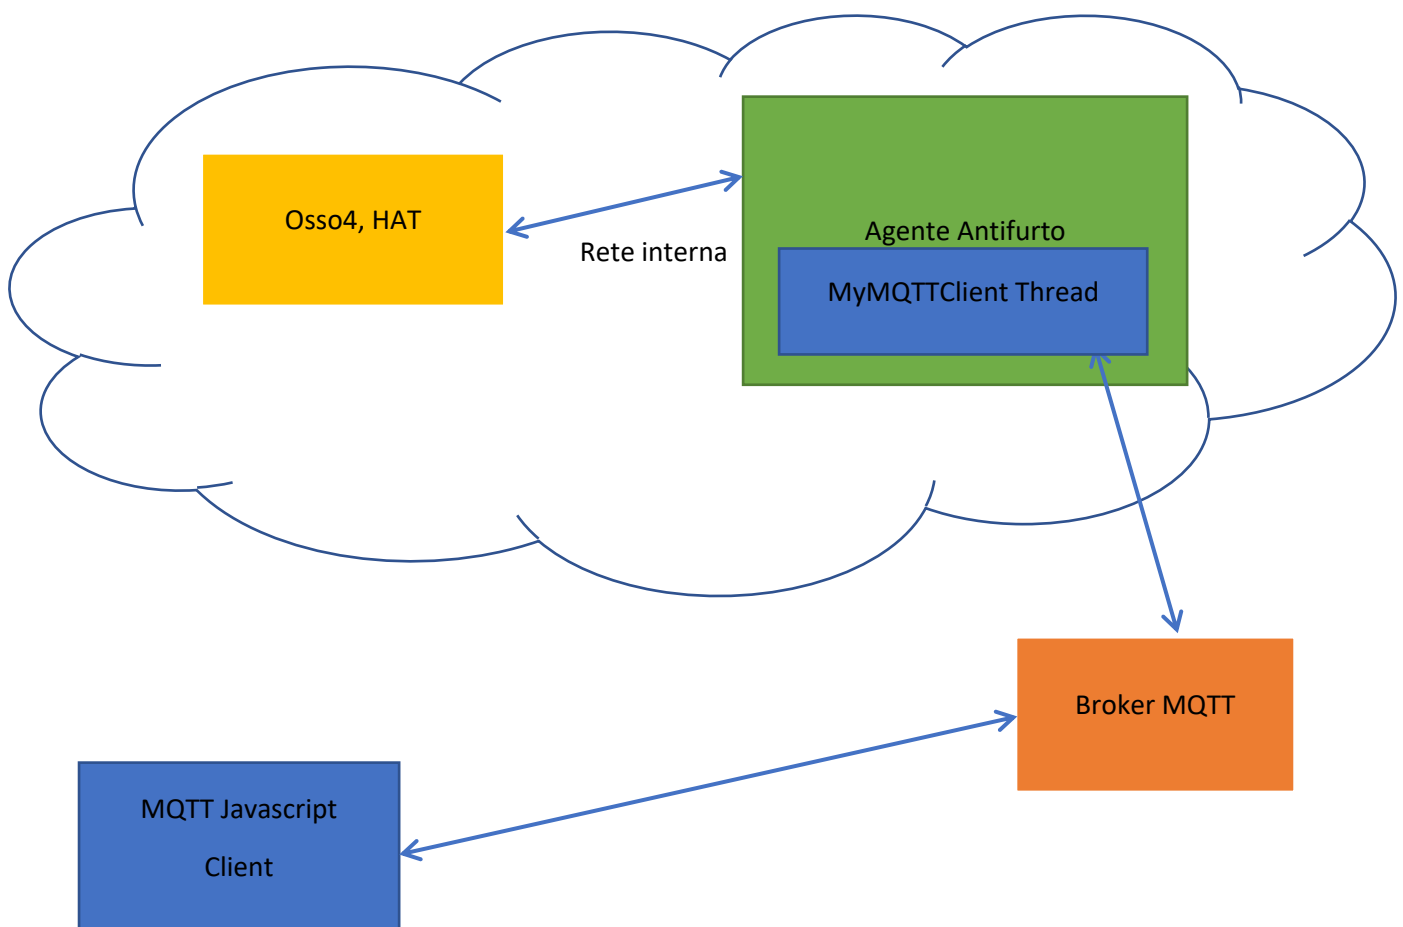 Osso4, HAT
Rete interna
Agente Antifurto
MyMQTTClient Thread
Broker MQTT
MQTT Javascript
Client